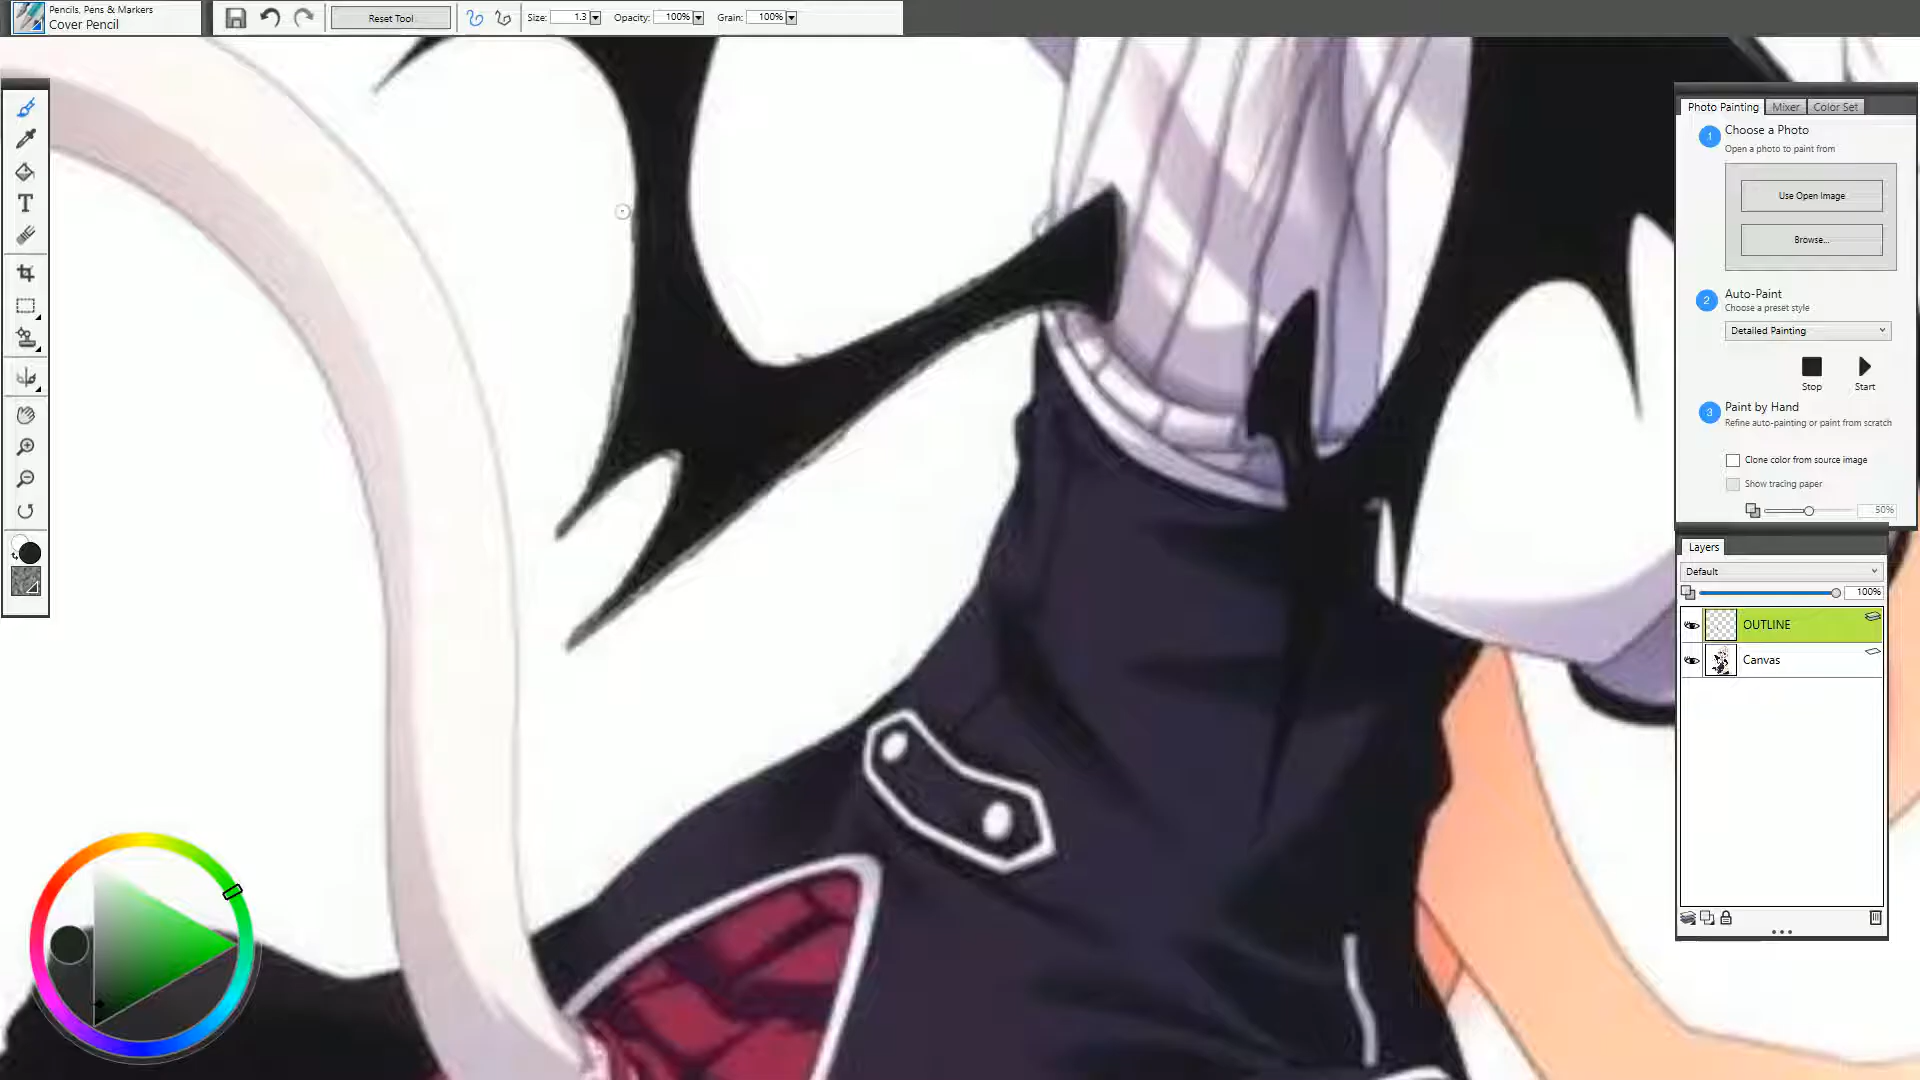 Pencils, Pens & Markers
Cover Pencil
Reset Tool
Size: 1.3
Opacity: 100%
Grain: 100%
T
Photo Painting
Mixer
Color Set
1
Choose a Photo
Open a photo to paint from
Use Open Image
Browse...
2
Auto-Paint
Choose a preset style
Detailed Painting
Stop
Start
3
Paint by Hand
Refine auto-painting or paint from scratch
Clone color from source image
Show tracing paper
50%
Layers
Default
100%
OUTLINE
Canvas